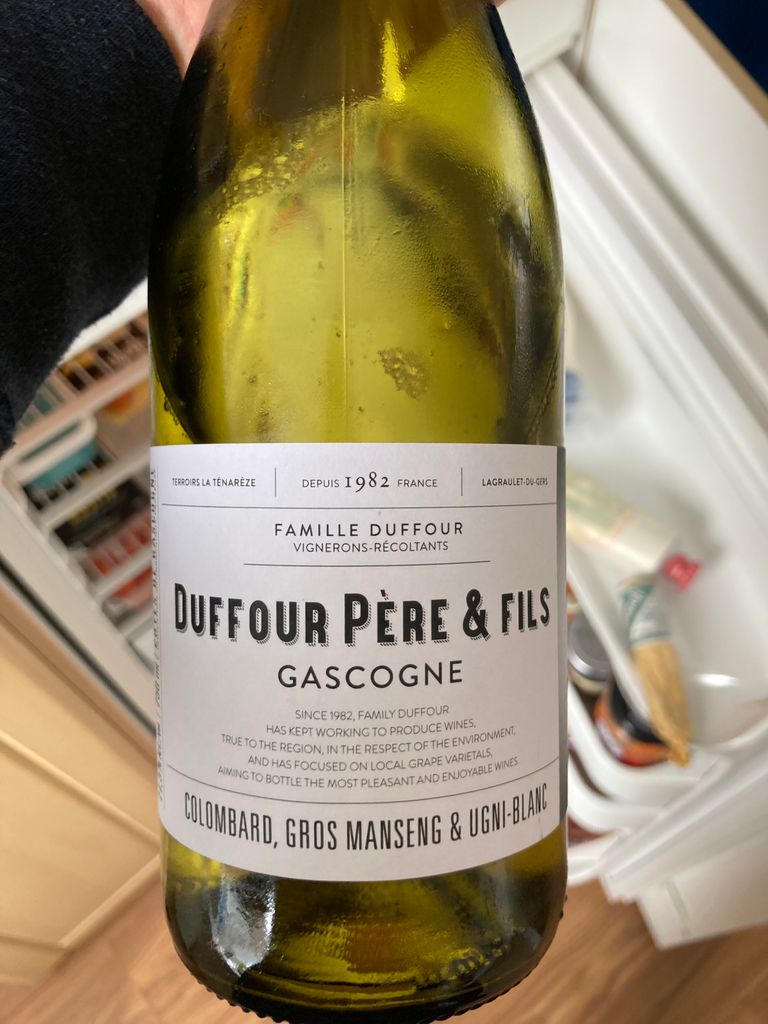 TERROIRS LA TÉNARÈZE
DEPUIS 1982 FRANCE
LAGRAULET-DU-GERS
FAMILLE DUFFOUR
VIGNERONS-RÉCOLTANTS
DUFFOUR PÈRE & FILS
GASCOGNE
SINCE 1982, FAMILY DUFFOUR
HAS KEPT WORKING TO PRODUCE WINES,
TRUE TO THE REGION, IN THE RESPECT OF THE ENVIRONMENT,
AND HAS FOCUSED ON LOCAL GRAPE VARIETALS,
AIMING TO BOTTLE THE MOST PLEASANT AND ENJOYABLE WINES
COLOMBARD, GROS MANSENG & UGNI-BLANC